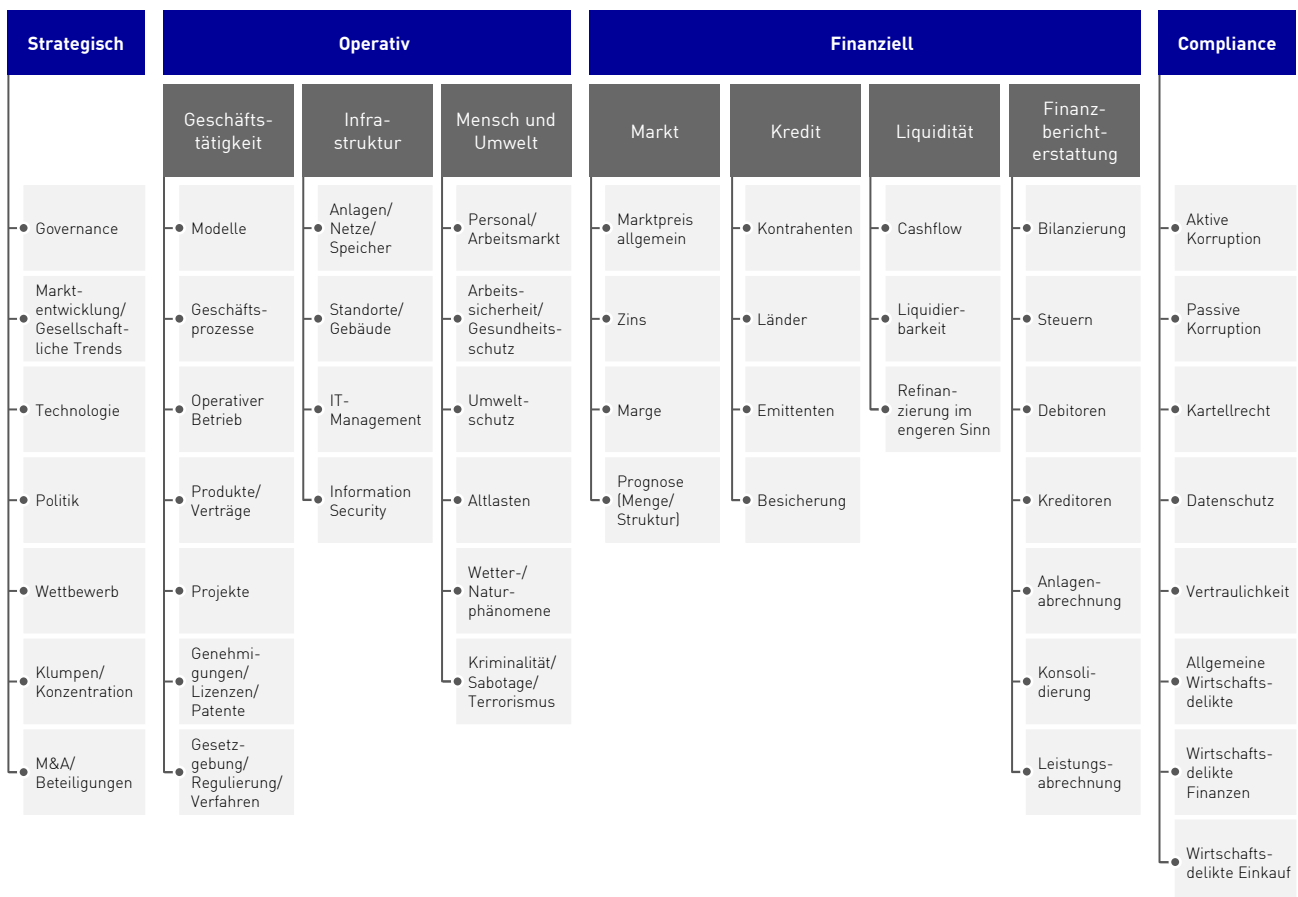 Strategisch
Operativ
Finanziell
Compliance
Geschäfts-
tätigkeit
Infra-
struktur
Mensch und
Umwelt
Markt
Kredit
Liquidität
Finanz-
bericht-
erstattung
Governance
Markt-
entwicklung/
Gesellschaft-
liche Trends
Technologie
Politik
Wettbewerb
Klumpen/
Konzentration
M&A/
Beteiligungen
Modelle
Geschäfts-
prozesse
Operativer
Betrieb
Produkte/
Verträge
Projekte
Genehmi-
gungen/
Lizenzen/
Patente
Gesetz-
gebung/
Regulierung/
Verfahren
Anlagen/
Netze/
Speicher
Standorte/
Gebäude
IT-
Management
Information
Security
Personal/
Arbeitsmarkt
Arbeits-
sicherheit/
Gesundheits-
schutz
Umwelt-
schutz
Altlasten
Wetter-/
Natur-
phänomene
Kriminalität/
Sabotage/
Terrorismus
Marktpreis
allgemein
Zins
Marge
Prognose
(Menge/
Struktur)
Kontrahenten
Länder
Emittenten
Besicherung
Cashflow
Liquidier-
barkeit
Refinan-
zierung im
engeren Sinn
Bilanzierung
Steuern
Debitoren
Kreditoren
Anlagen-
abrechnung
Konsoli-
dierung
Leistungs-
abrechnung
Aktive
Korruption
Passive
Korruption
Kartellrecht
Datenschutz
Vertraulichkeit
Allgemeine
Wirtschafts-
delikte
Wirtschafts-
delikte
Finanzen
Wirtschafts-
delikte Einkauf